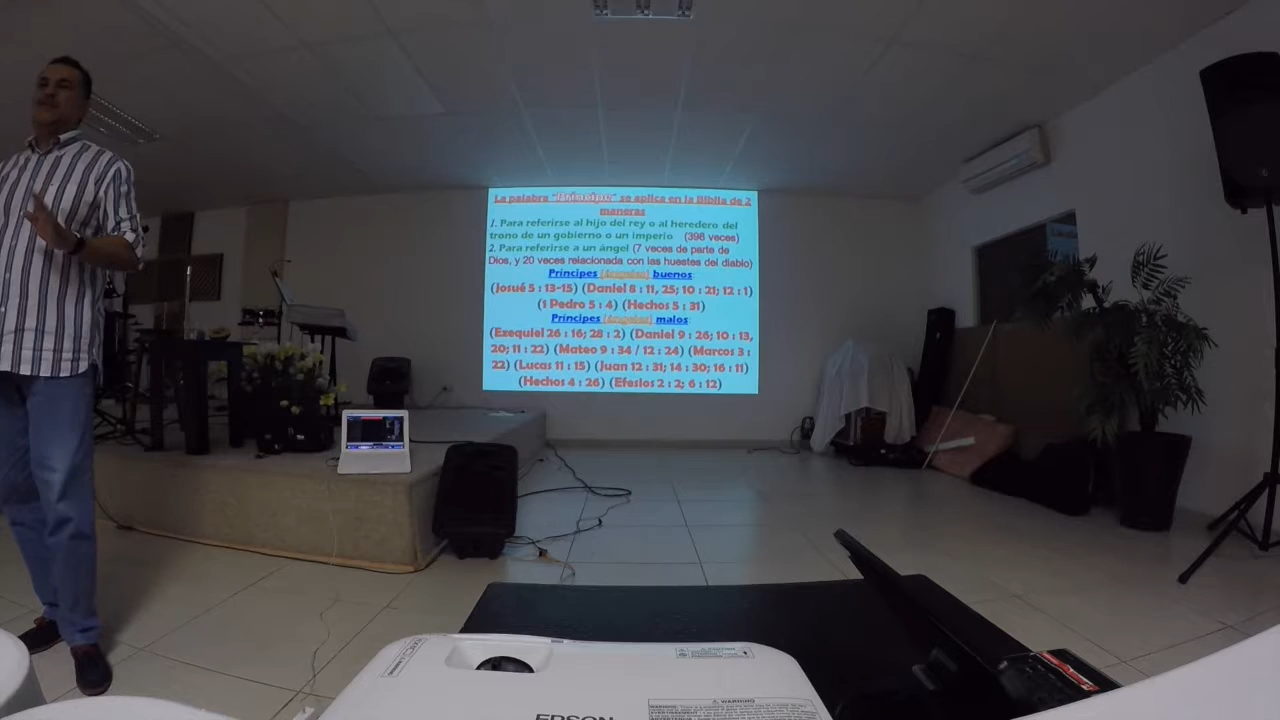 La palabra "Príncipe" se aplica en la Biblia de 2
maneras
1. Para referirse al hijo del rey o al heredero del
trono de un gobierno o un imperio (398 veces)
2. Para referirse a un ángel (7 veces de parte de
Dios, y 20 veces relacionada con las huestes del diablo)
Príncipes (ángeles) buenos:
(Josué 5 : 13-15) (Daniel 8 : 11, 25; 10 : 21; 12 : 1)
(1 Pedro 5 : 4) (Hechos 5 : 31)
Príncipes (ángeles) malos:
(Ezequiel 26 : 16; 28 : 2) (Daniel 9 : 26; 10 : 13,
20; 11 : 22) (Mateo 9 : 34 / 12 : 24) (Marcos 3 :
22) (Lucas 11 : 15) (Juan 12 : 31; 14 : 30; 16 : 11)
(Hechos 4 : 26) (Efesios 2 : 2; 6 : 12)
WARNING
EPSON